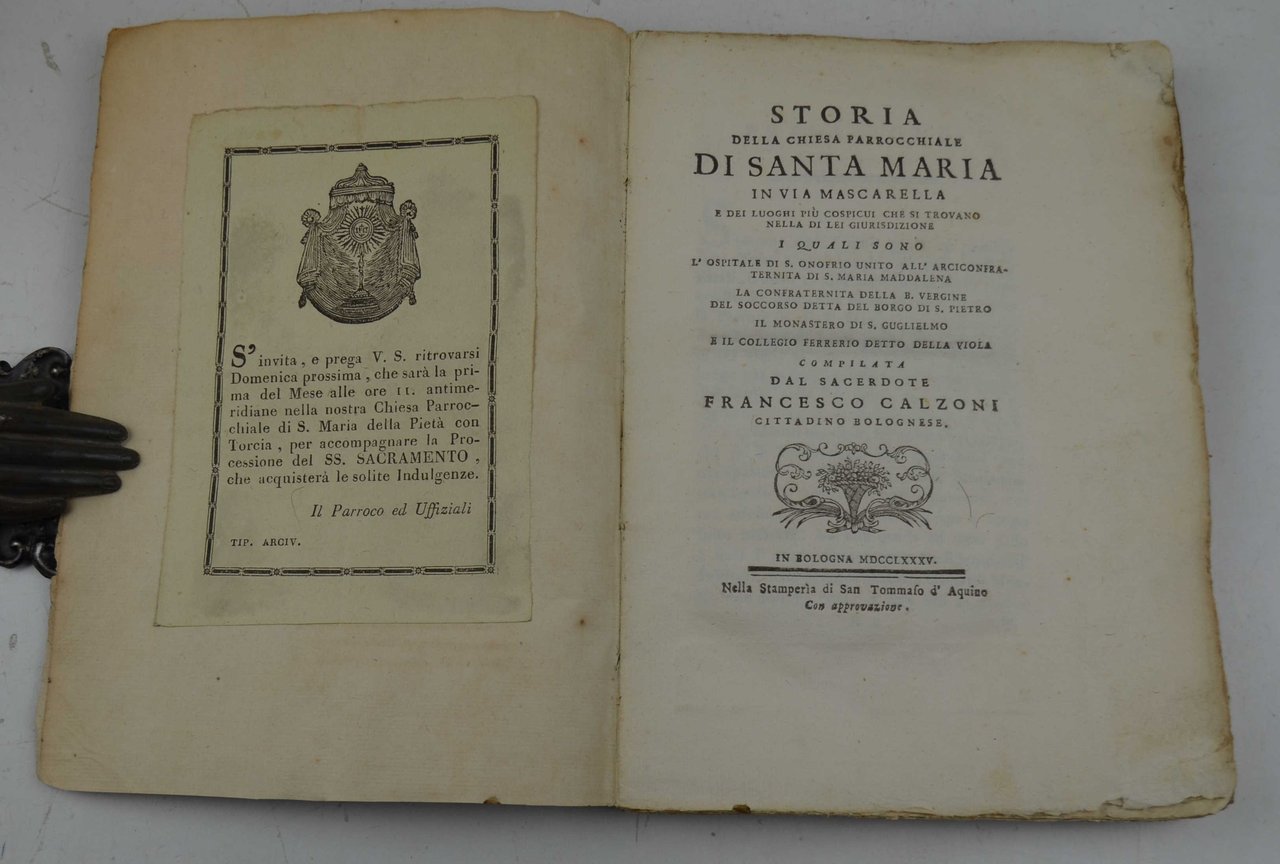 IHS
S' invita, e prega V. S. ritrovarsi
Domenica prossima, che sarà la pri-
ma del Mese alle ore 11. antime-
ridiane nella nostra Chiesa Parroc-
chiale di S. Maria della Pietà con
Torcia, per accompagnare la Pro-
cessione del SS. SACRAMENTO,
che acquisterà le solite Indulgenze.
Il Parroco ed Uffiziali
TIP. ARCIV.
STORIA
DELLA CHIESA PARROCCHIALE
DI SANTA MARIA
IN VIA MASCARELLA
E DEI LUOGHI PIÙ COSPICUI CHE SI TROVANO
NELLA DI LEI GIURISDIZIONE
I QUALI SONO
L' OSPITALE DI S. ONOFRIO UNITO ALL' ARCICONFRA-
TERNITA DI S. MARIA MADDALENA
LA CONFRATERNITA DELLA B. VERGINE
DEL SOCCORSO DETTA DEL BORGO DI S. PIETRO
IL MONASTERO DI S. GUGLIELMO
E IL COLLEGIO FERRERIO DETTO DELLA VIOLA
COMPILATA
DAL SACERDOTE
FRANCESCO CALZONI
CITTADINO BOLOGNESE.
IN BOLOGNA MDCCLXXXV.
Nella Stamperìa di San Tommaso d' Aquino
Con approvazione.